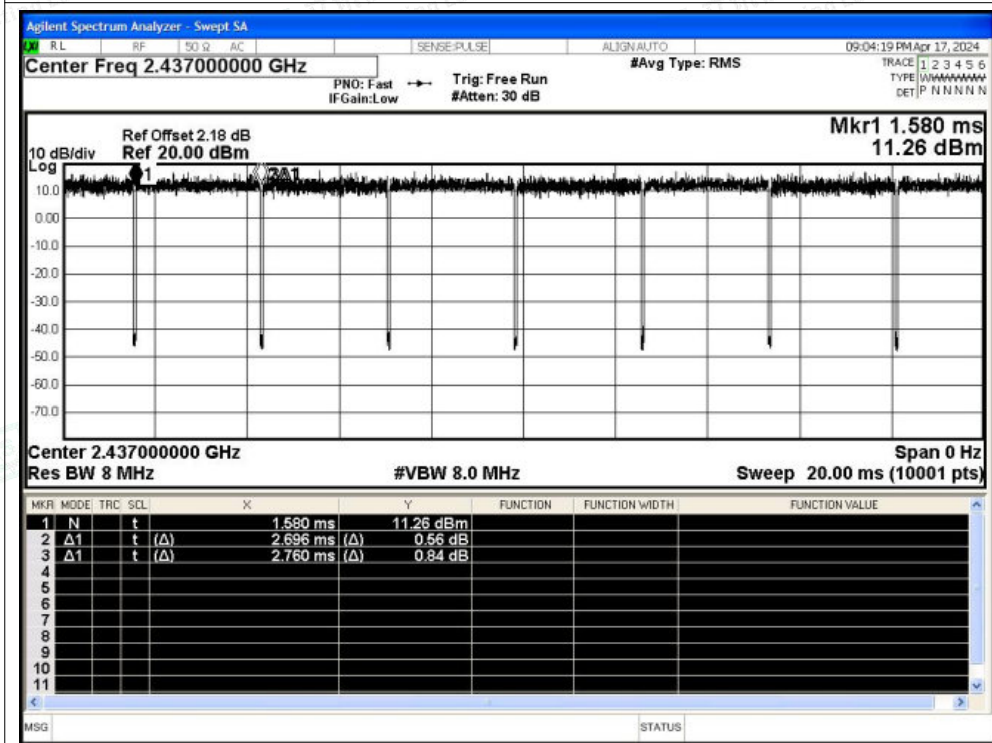 Agilent Spectrum Analyzer - Swept SA
LXI RL RF 50 Ω AC SENSE:PULSE ALIGN AUTO 09:04:19 PM Apr 17, 2024
Center Freq 2.437000000 GHz #Avg Type: RMS TRACE 1 2 3 4 5 6
PNO: Fast Trig: Free Run TYPE WWWWWW
IFGain:Low #Atten: 30 dB DET P N N N N N
Mkr1 1.580 ms
11.26 dBm
Ref Offset 2.18 dB
10 dB/div Ref 20.00 dBm
Log
1
3Δ1
10.0
0.00
-10.0
-20.0
-30.0
-40.0
-50.0
-60.0
-70.0
Center 2.437000000 GHz Span 0 Hz
Res BW 8 MHz #VBW 8.0 MHz Sweep 20.00 ms (10001 pts)
MKR MODE TRC SCL X Y FUNCTION FUNCTION WIDTH FUNCTION VALUE
1 N t 1.580 ms 11.26 dBm
2 Δ1 t (Δ) 2.696 ms (Δ) 0.56 dB
3 Δ1 t (Δ) 2.760 ms (Δ) 0.84 dB
4
5
6
7
8
9
10
11
MSG STATUS